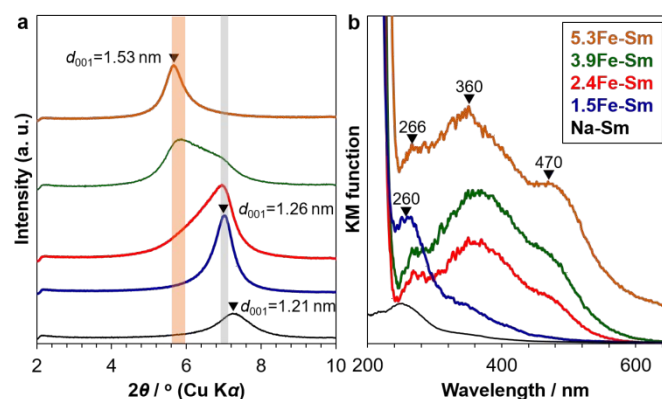 a
Intensity (a. u.)
d001=1.53 nm
d001=1.26 nm
d001=1.21 nm
2 4 6 8 10
2θ / ° (Cu Kα)
b
KM function
5.3Fe-Sm
3.9Fe-Sm
2.4Fe-Sm
1.5Fe-Sm
Na-Sm
360
266
470
260
200 400 600
Wavelength / nm